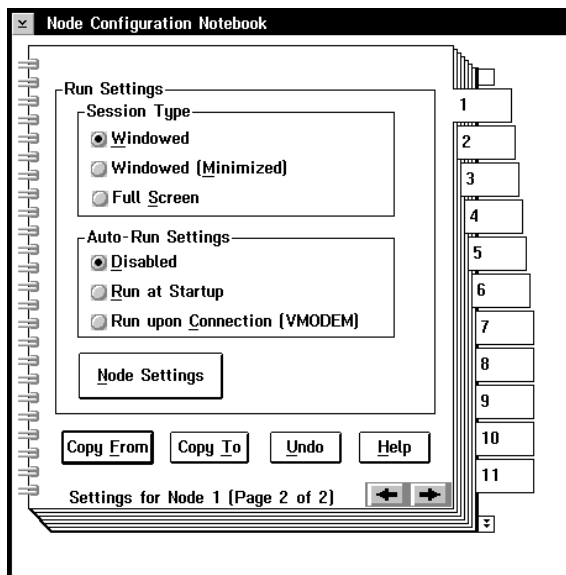 Node Configuration Notebook
Run Settings
Session Type
Windowed
Windowed (Minimized)
Full Screen
Auto-Run Settings
Disabled
Run at Startup
Run upon Connection (VMODEM)
Node Settings
Copy From Copy To Undo Help
Settings for Node 1 (Page 2 of 2)
1
2
3
4
5
6
7
8
9
10
11